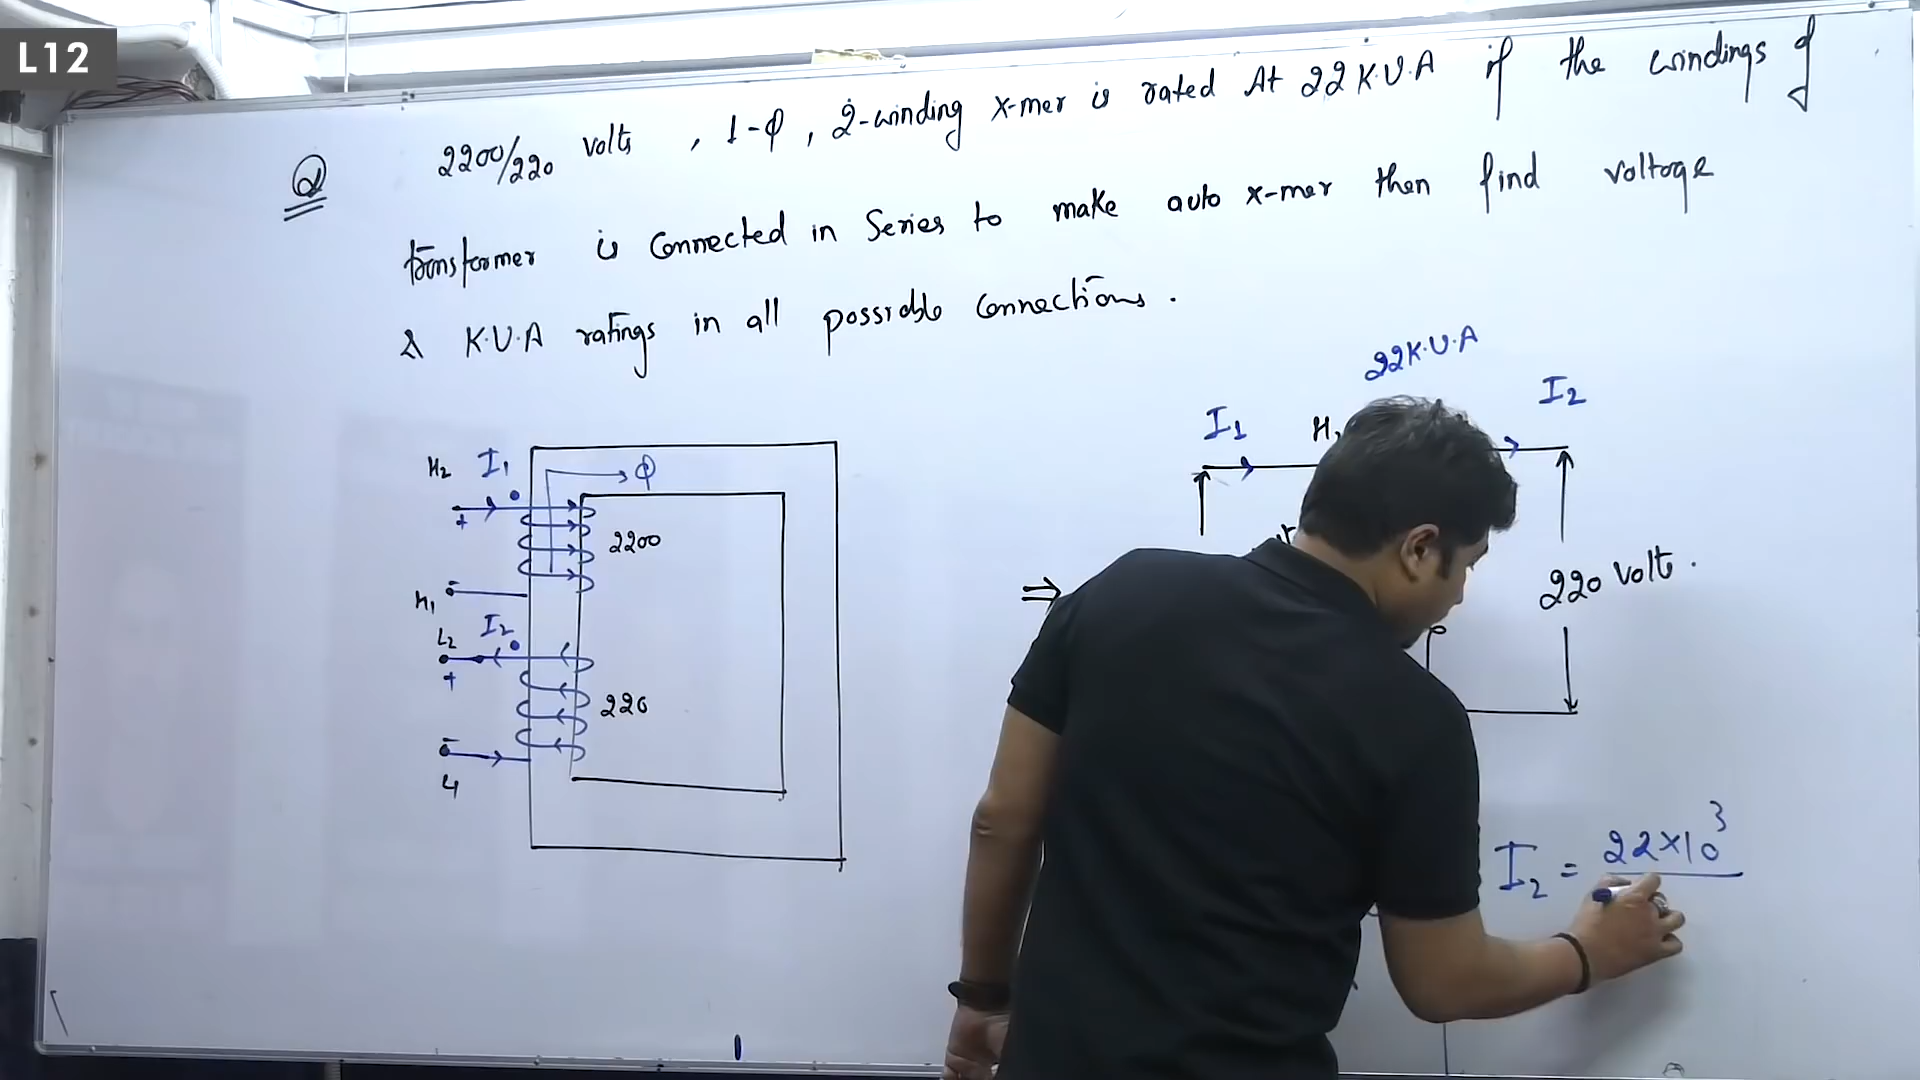 L12
Q 2200/220 volts , 1-ϕ , 2-winding x-mer is rated At 22 K.V.A if the windings of
transformer is Connected in Series to make auto x-mer then find voltage
& K.V.A ratings in all possible Connections .
22 K.V.A
I1 H1 I2
H2 I1 ϕ
+
2200
H1 -
L2 I2
+
220
-
L1
⇒
220 Volt .
I2 = 22×10^3